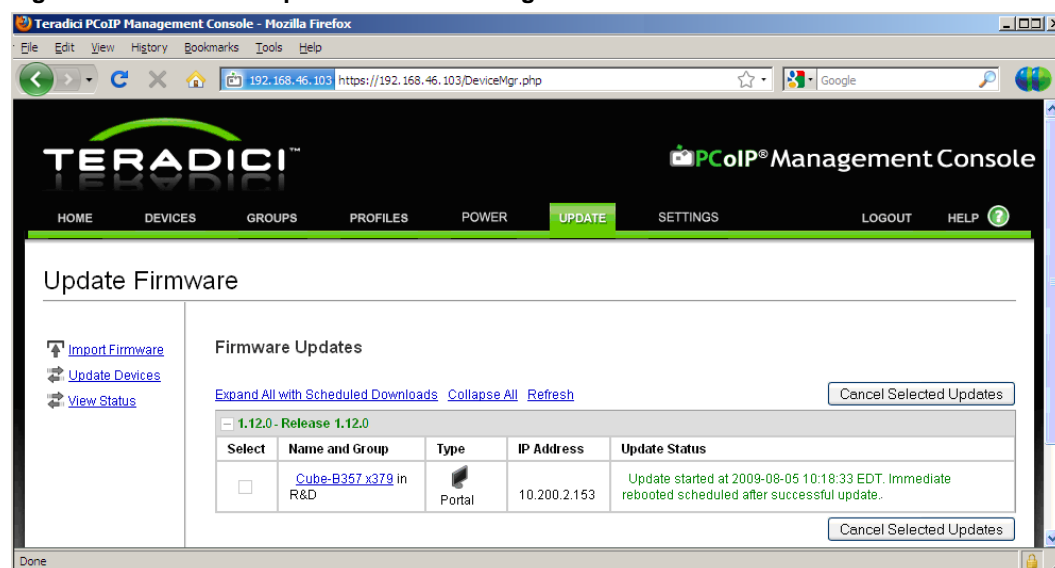 Teradici PCoIP Management Console - Mozilla Firefox
File Edit View History Bookmarks Tools Help
192.168.46.103 https://192.168.46.103/DeviceMgr.php Google
TERADICI™ PCoIP® Management Console
HOME DEVICES GROUPS PROFILES POWER UPDATE SETTINGS LOGOUT HELP ?
Update Firmware
Import Firmware
Update Devices
View Status
Firmware Updates
Expand All with Scheduled Downloads Collapse All Refresh Cancel Selected Updates
1.12.0 - Release 1.12.0
Select Name and Group Type IP Address Update Status
Cube-B357 x379 in
R&D
Portal
10.200.2.153
Update started at 2009-08-05 10:18:33 EDT. Immediate
rebooted scheduled after successful update..
Cancel Selected Updates
Done